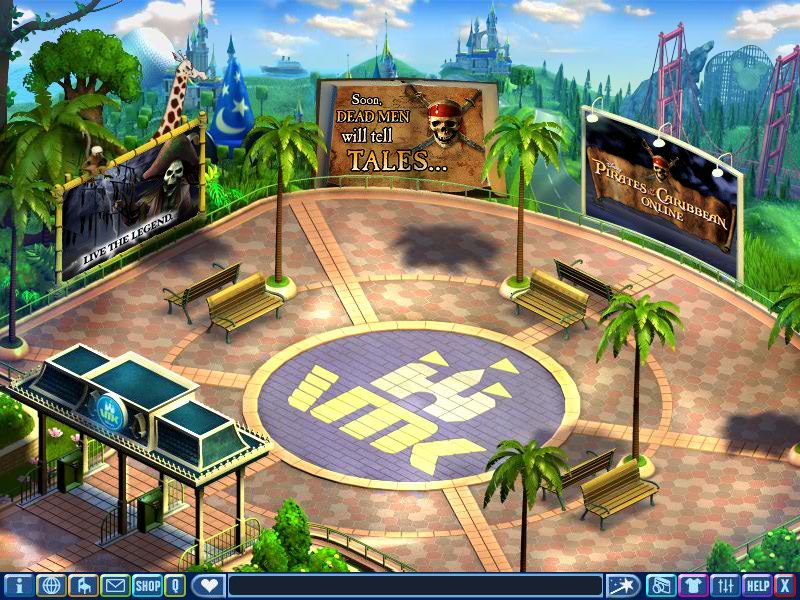 Soon,
DEAD MEN
will tell
TALES...
LIVE THE LEGEND.
PIRATES of the CARIBBEAN
ONLINE
vmk
vmk
i
SHOP
Q
HELP
X